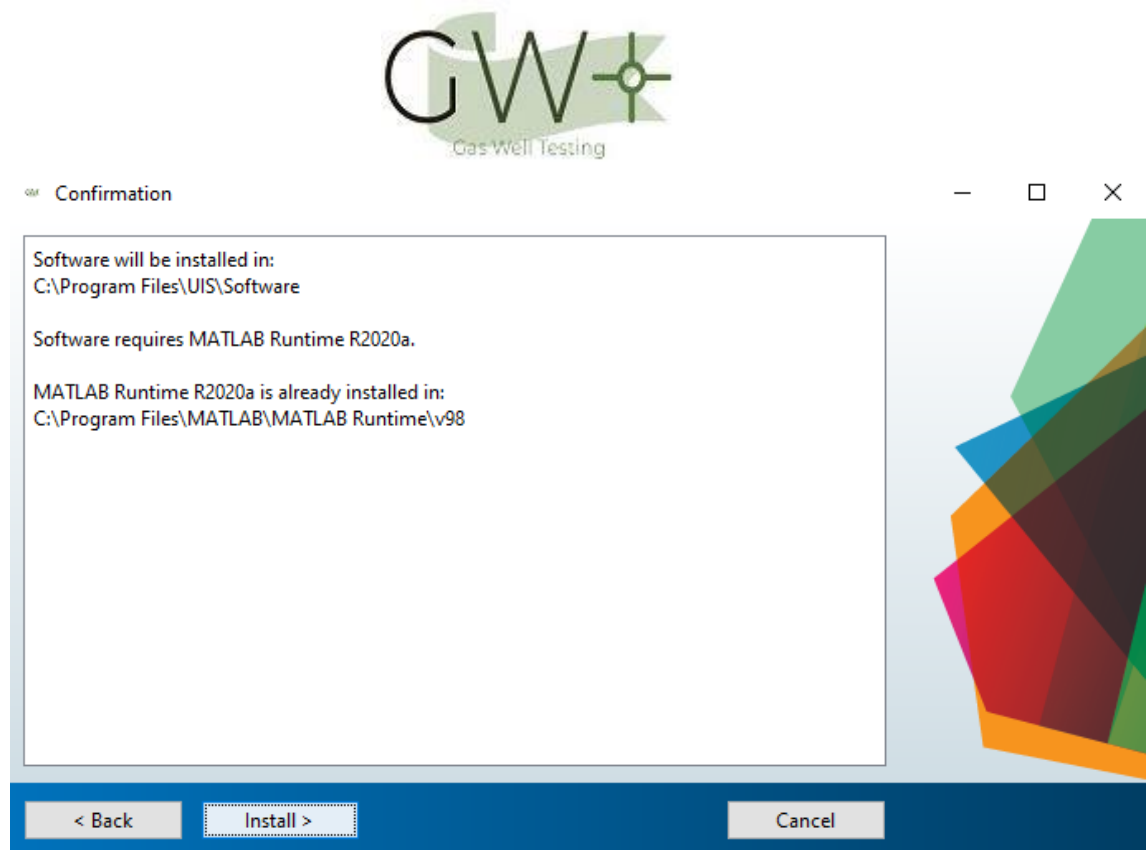 GW
Gas Well Testing
Confirmation
Software will be installed in:
C:\Program Files\UIS\Software
Software requires MATLAB Runtime R2020a.
MATLAB Runtime R2020a is already installed in:
C:\Program Files\MATLAB\MATLAB Runtime\v98
< Back
Install >
Cancel